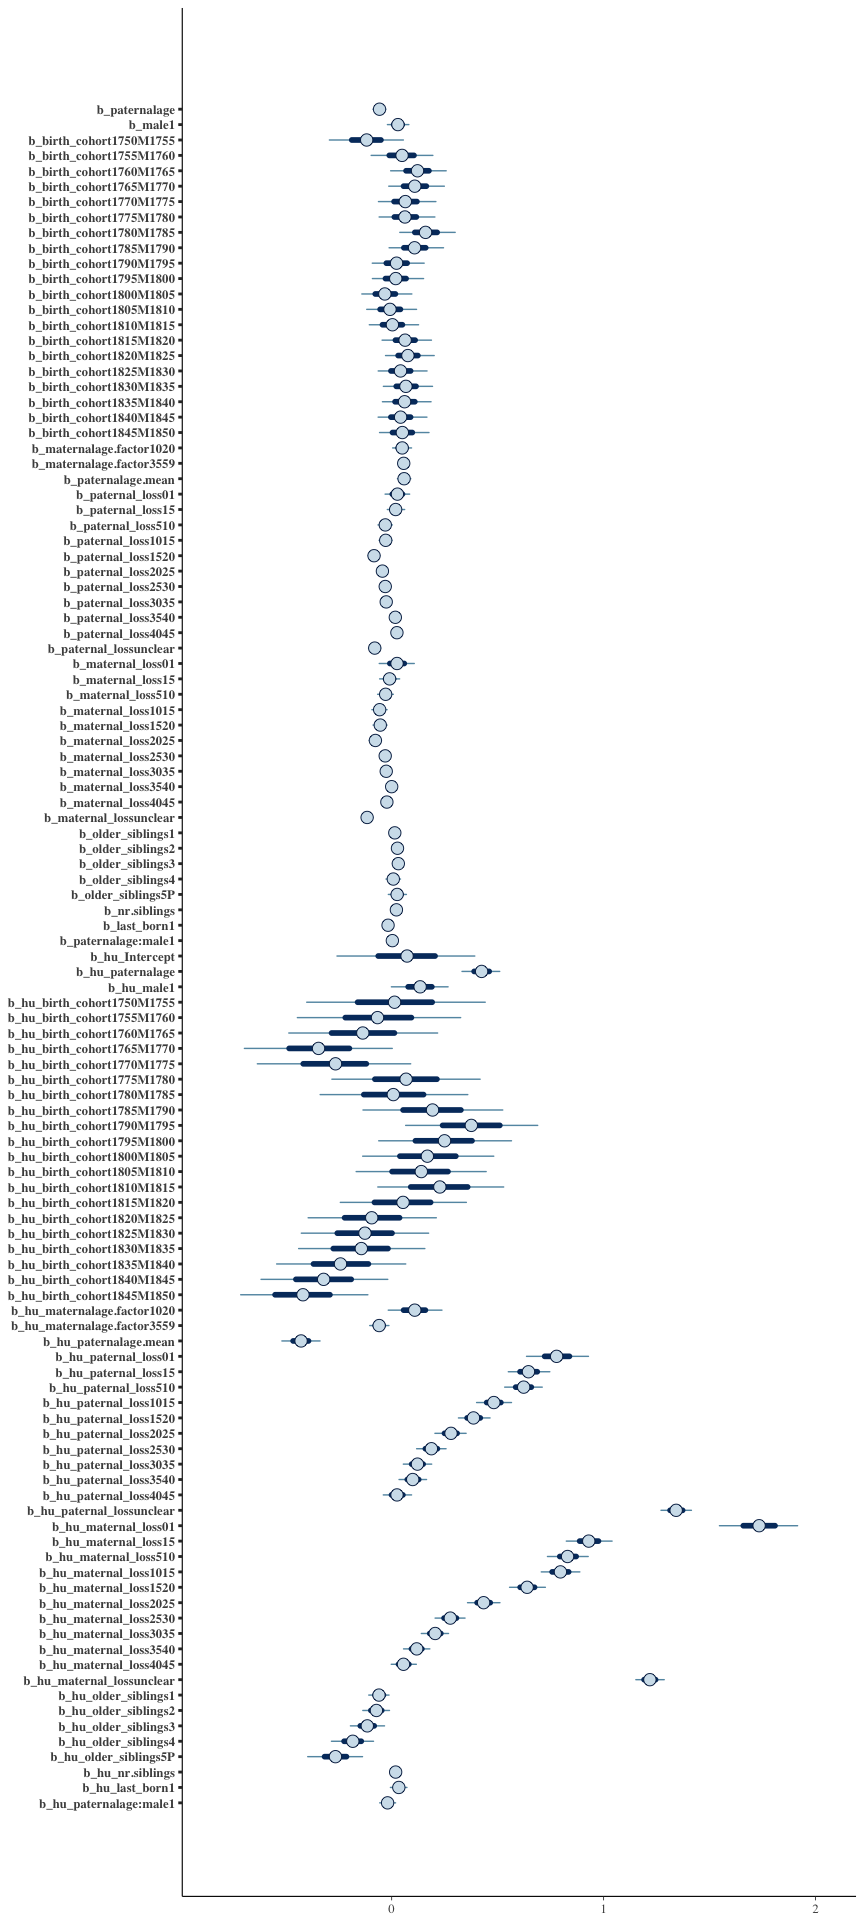 b_paternalage
b_male1
b_birth_cohort1750M1755
b_birth_cohort1755M1760
b_birth_cohort1760M1765
b_birth_cohort1765M1770
b_birth_cohort1770M1775
b_birth_cohort1775M1780
b_birth_cohort1780M1785
b_birth_cohort1785M1790
b_birth_cohort1790M1795
b_birth_cohort1795M1800
b_birth_cohort1800M1805
b_birth_cohort1805M1810
b_birth_cohort1810M1815
b_birth_cohort1815M1820
b_birth_cohort1820M1825
b_birth_cohort1825M1830
b_birth_cohort1830M1835
b_birth_cohort1835M1840
b_birth_cohort1840M1845
b_birth_cohort1845M1850
b_maternalage.factor1020
b_maternalage.factor3559
b_paternalage.mean
b_paternal_loss01
b_paternal_loss15
b_paternal_loss510
b_paternal_loss1015
b_paternal_loss1520
b_paternal_loss2025
b_paternal_loss2530
b_paternal_loss3035
b_paternal_loss3540
b_paternal_loss4045
b_paternal_lossunclear
b_maternal_loss01
b_maternal_loss15
b_maternal_loss510
b_maternal_loss1015
b_maternal_loss1520
b_maternal_loss2025
b_maternal_loss2530
b_maternal_loss3035
b_maternal_loss3540
b_maternal_loss4045
b_maternal_lossunclear
b_older_siblings1
b_older_siblings2
b_older_siblings3
b_older_siblings4
b_older_siblings5P
b_nr.siblings
b_last_born1
b_paternalage:male1
b_hu_Intercept
b_hu_paternalage
b_hu_male1
b_hu_birth_cohort1750M1755
b_hu_birth_cohort1755M1760
b_hu_birth_cohort1760M1765
b_hu_birth_cohort1765M1770
b_hu_birth_cohort1770M1775
b_hu_birth_cohort1775M1780
b_hu_birth_cohort1780M1785
b_hu_birth_cohort1785M1790
b_hu_birth_cohort1790M1795
b_hu_birth_cohort1795M1800
b_hu_birth_cohort1800M1805
b_hu_birth_cohort1805M1810
b_hu_birth_cohort1810M1815
b_hu_birth_cohort1815M1820
b_hu_birth_cohort1820M1825
b_hu_birth_cohort1825M1830
b_hu_birth_cohort1830M1835
b_hu_birth_cohort1835M1840
b_hu_birth_cohort1840M1845
b_hu_birth_cohort1845M1850
b_hu_maternalage.factor1020
b_hu_maternalage.factor3559
b_hu_paternalage.mean
b_hu_paternal_loss01
b_hu_paternal_loss15
b_hu_paternal_loss510
b_hu_paternal_loss1015
b_hu_paternal_loss1520
b_hu_paternal_loss2025
b_hu_paternal_loss2530
b_hu_paternal_loss3035
b_hu_paternal_loss3540
b_hu_paternal_loss4045
b_hu_paternal_lossunclear
b_hu_maternal_loss01
b_hu_maternal_loss15
b_hu_maternal_loss510
b_hu_maternal_loss1015
b_hu_maternal_loss1520
b_hu_maternal_loss2025
b_hu_maternal_loss2530
b_hu_maternal_loss3035
b_hu_maternal_loss3540
b_hu_maternal_loss4045
b_hu_maternal_lossunclear
b_hu_older_siblings1
b_hu_older_siblings2
b_hu_older_siblings3
b_hu_older_siblings4
b_hu_older_siblings5P
b_hu_nr.siblings
b_hu_last_born1
b_hu_paternalage:male1
0 1 2